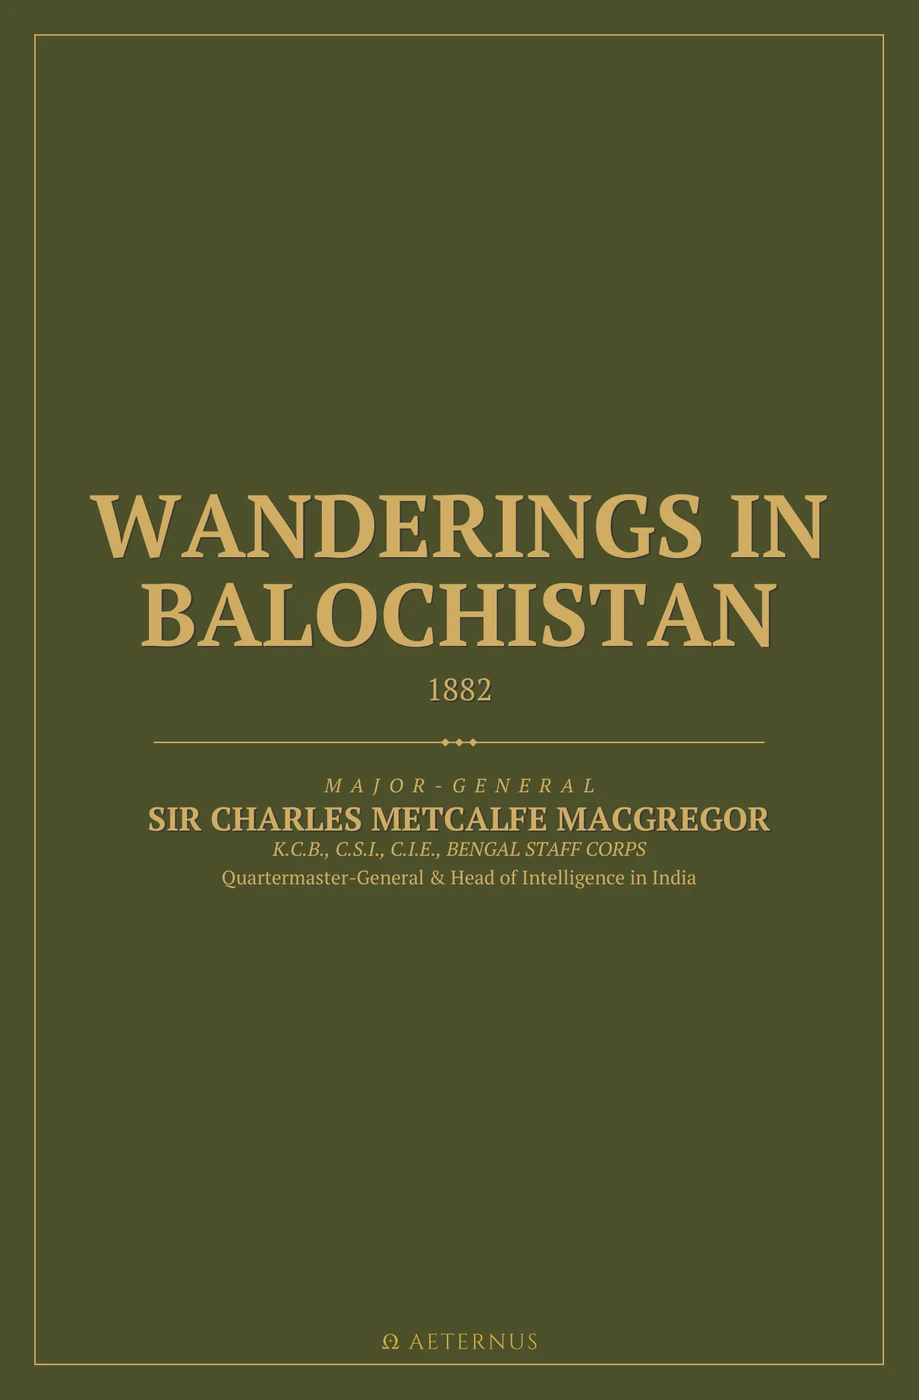 WANDERINGS IN
BALOCHISTAN
1882
MAJOR-GENERAL
SIR CHARLES METCALFE MACGREGOR
K.C.B., C.S.I., C.I.E., BENGAL STAFF CORPS
Quartermaster-General & Head of Intelligence in India
Ω AETERNUS